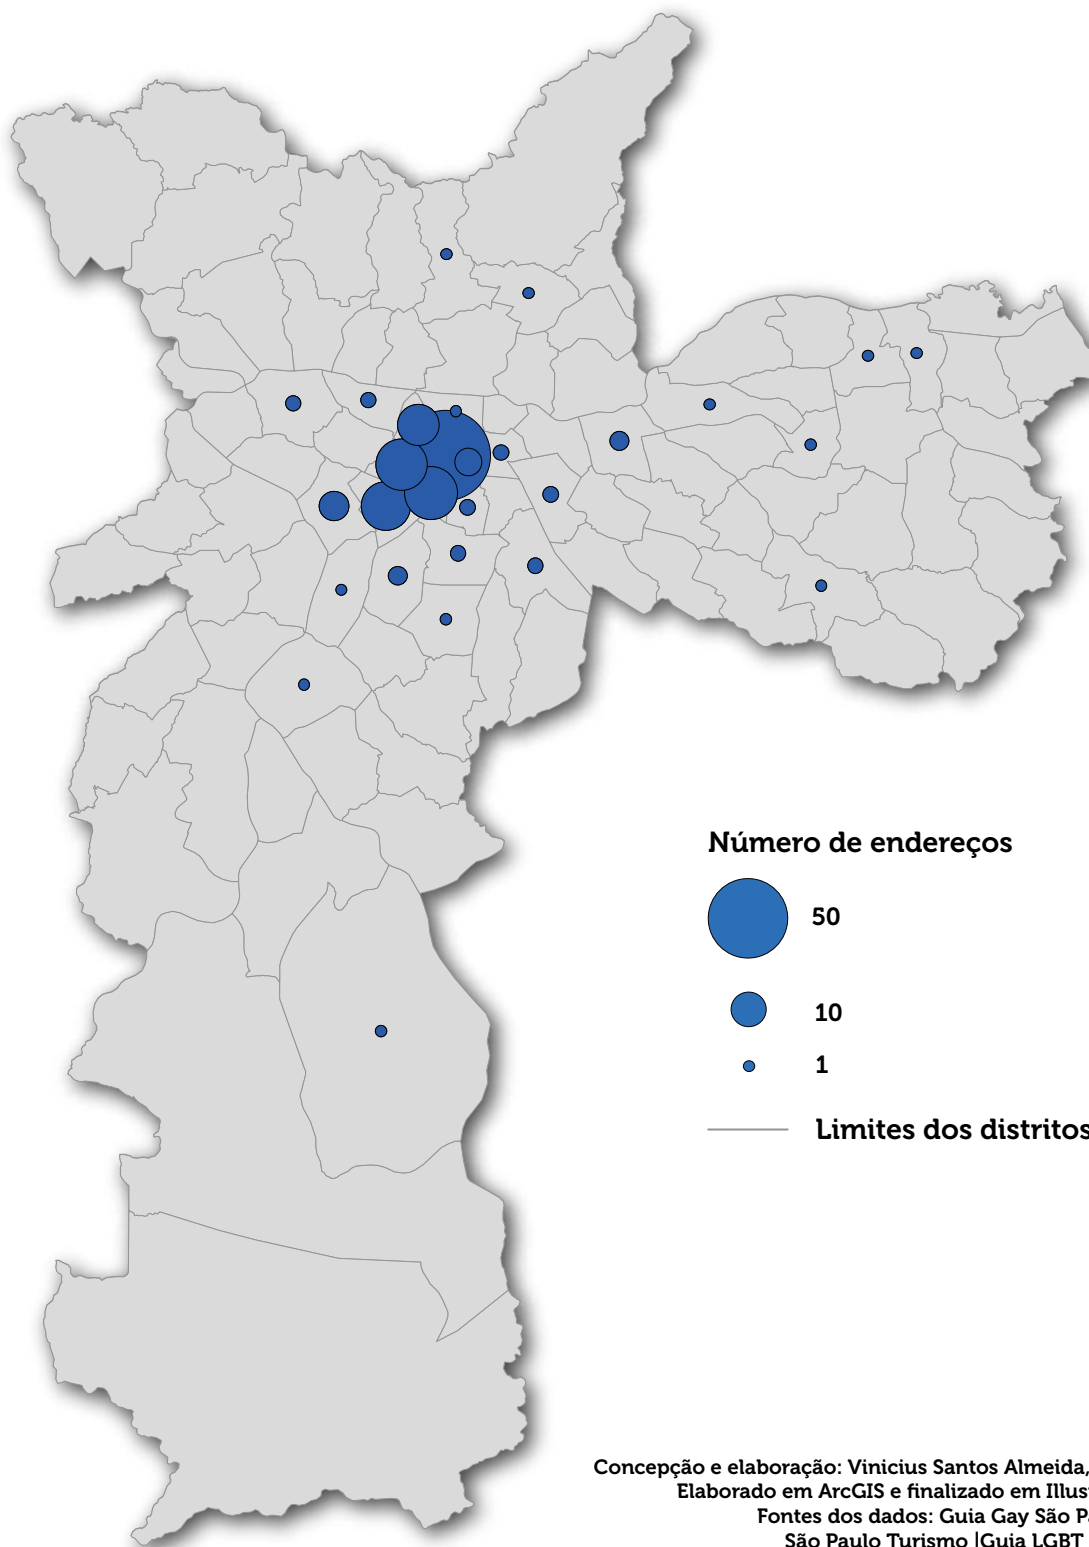 Número de endereços
50
10
1
Limites dos distritos
Concepção e elaboração: Vinicius Santos Almeida,
Elaborado em ArcGIS e finalizado em
Fontes dos dados: Guia Gay São
São Paulo Turismo |Guia LGBT